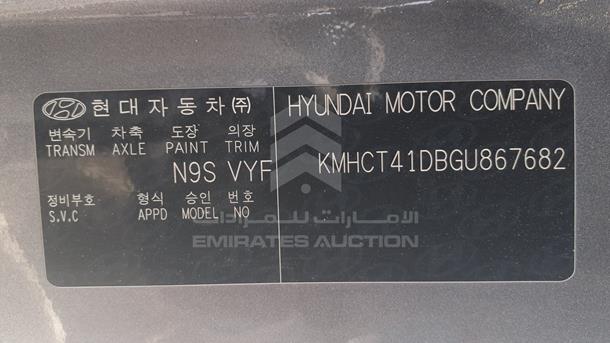 현대자동차㈜
변속기 차축 도장 의장
TRANSM AXLE PAINT TRIM
N9S VYF
정비부호 형식 승인 번호
S.V.C APPD MODEL NO
HYUNDAI MOTOR COMPANY
KMHCT41DBGU867682
الامارات للمزادات
EMIRATES AUCTION